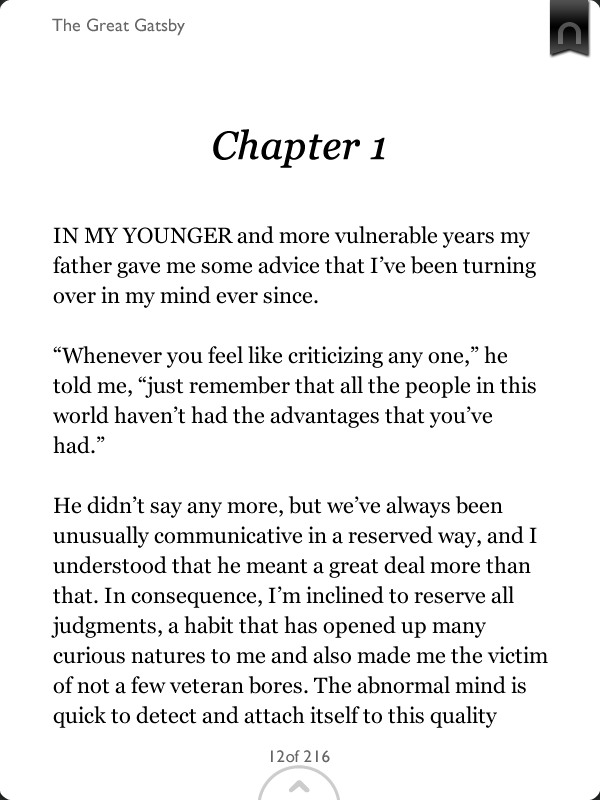 The Great Gatsby
Chapter 1
IN MY YOUNGER and more vulnerable years my
father gave me some advice that I’ve been turning
over in my mind ever since.
“Whenever you feel like criticizing any one,” he
told me, “just remember that all the people in this
world haven’t had the advantages that you’ve
had.”
He didn’t say any more, but we’ve always been
unusually communicative in a reserved way, and I
understood that he meant a great deal more than
that. In consequence, I’m inclined to reserve all
judgments, a habit that has opened up many
curious natures to me and also made me the victim
of not a few veteran bores. The abnormal mind is
quick to detect and attach itself to this quality
12of 216